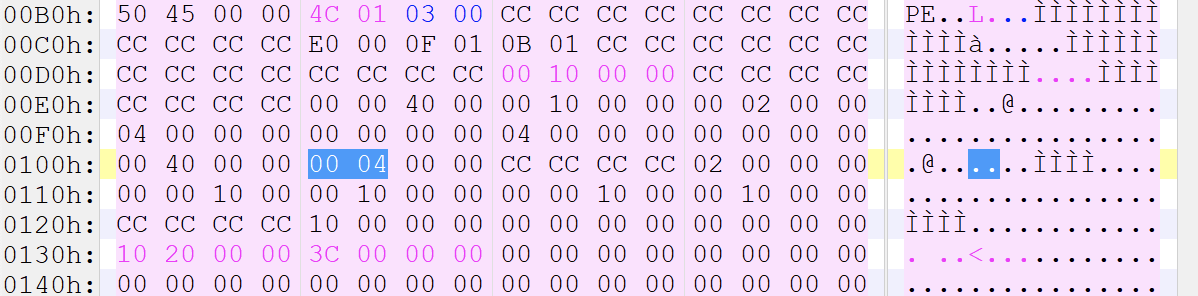 00B0h: 50 45 00 00 4C 01 03 00 CC CC CC CC CC CC CC CC PE..L...ÌÌÌÌÌÌÌÌ
00C0h: CC CC CC CC E0 00 0F 01 0B 01 CC CC CC CC CC CC ÌÌÌÌà.....ÌÌÌÌÌÌ
00D0h: CC CC CC CC CC CC CC CC 00 10 00 00 CC CC CC CC ÌÌÌÌÌÌÌÌ....ÌÌÌÌ
00E0h: CC CC CC CC 00 00 40 00 00 10 00 00 00 02 00 00 ÌÌÌÌ..@.........
00F0h: 04 00 00 00 00 00 00 00 04 00 00 00 00 00 00 00 ................
0100h: 00 40 00 00 00 04 00 00 CC CC CC CC 02 00 00 00 .@......ÌÌÌÌ....
0110h: 00 00 10 00 00 10 00 00 00 00 10 00 00 10 00 00 ................
0120h: CC CC CC CC 10 00 00 00 00 00 00 00 00 00 00 00 ÌÌÌÌ............
0130h: 10 20 00 00 3C 00 00 00 00 00 00 00 00 00 00 00 . ..<...........
0140h: 00 00 00 00 00 00 00 00 00 00 00 00 00 00 00 00 ................